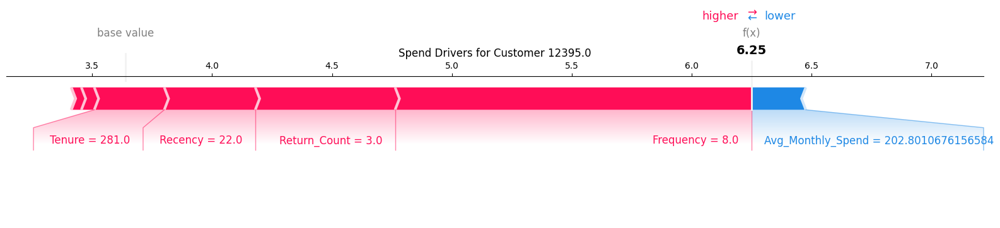 higher ⇄ lower
base value
f(x)
6.25
Spend Drivers for Customer 12395.0
3.5 4.0 4.5 5.0 5.5 6.0 6.5 7.0
Tenure = 281.0 Recency = 22.0 Return_Count = 3.0 Frequency = 8.0 Avg_Monthly_Spend = 202.8010676156584